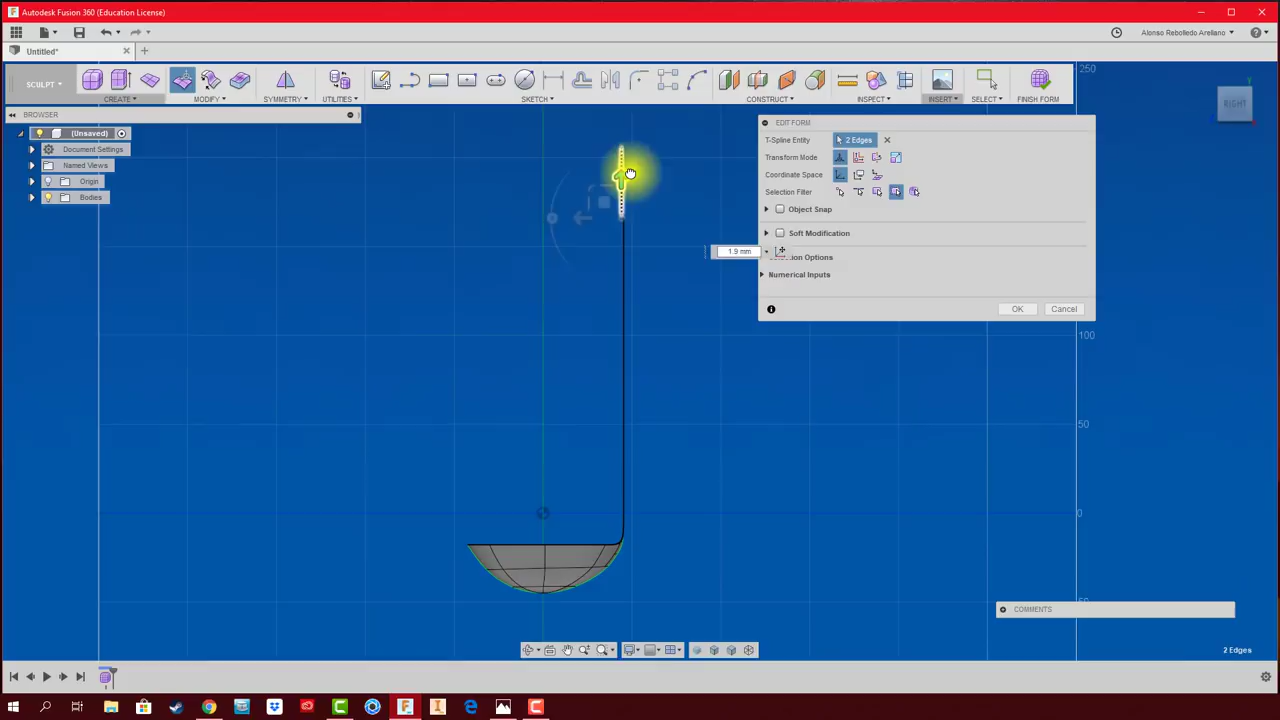 Autodesk Fusion 360 (Education License)
Alonso Rebolledo Arellano
Untitled*
SCULPT
CREATE
MODIFY
SYMMETRY
UTILITIES
SKETCH
CONSTRUCT
INSPECT
INSERT
SELECT
FINISH FORM
250
BROWSER
RIGHT
EDIT FORM
(Unsaved)
T-Spline Entity
2 Edges
Document Settings
Transform Mode
Named Views
Coordinate Space
Origin
Selection Filter
Bodies
Object Snap
Soft Modification
1.9 mm
Numerical Inputs
OK
Cancel
100
50
0
COMMENTS
2 Edges